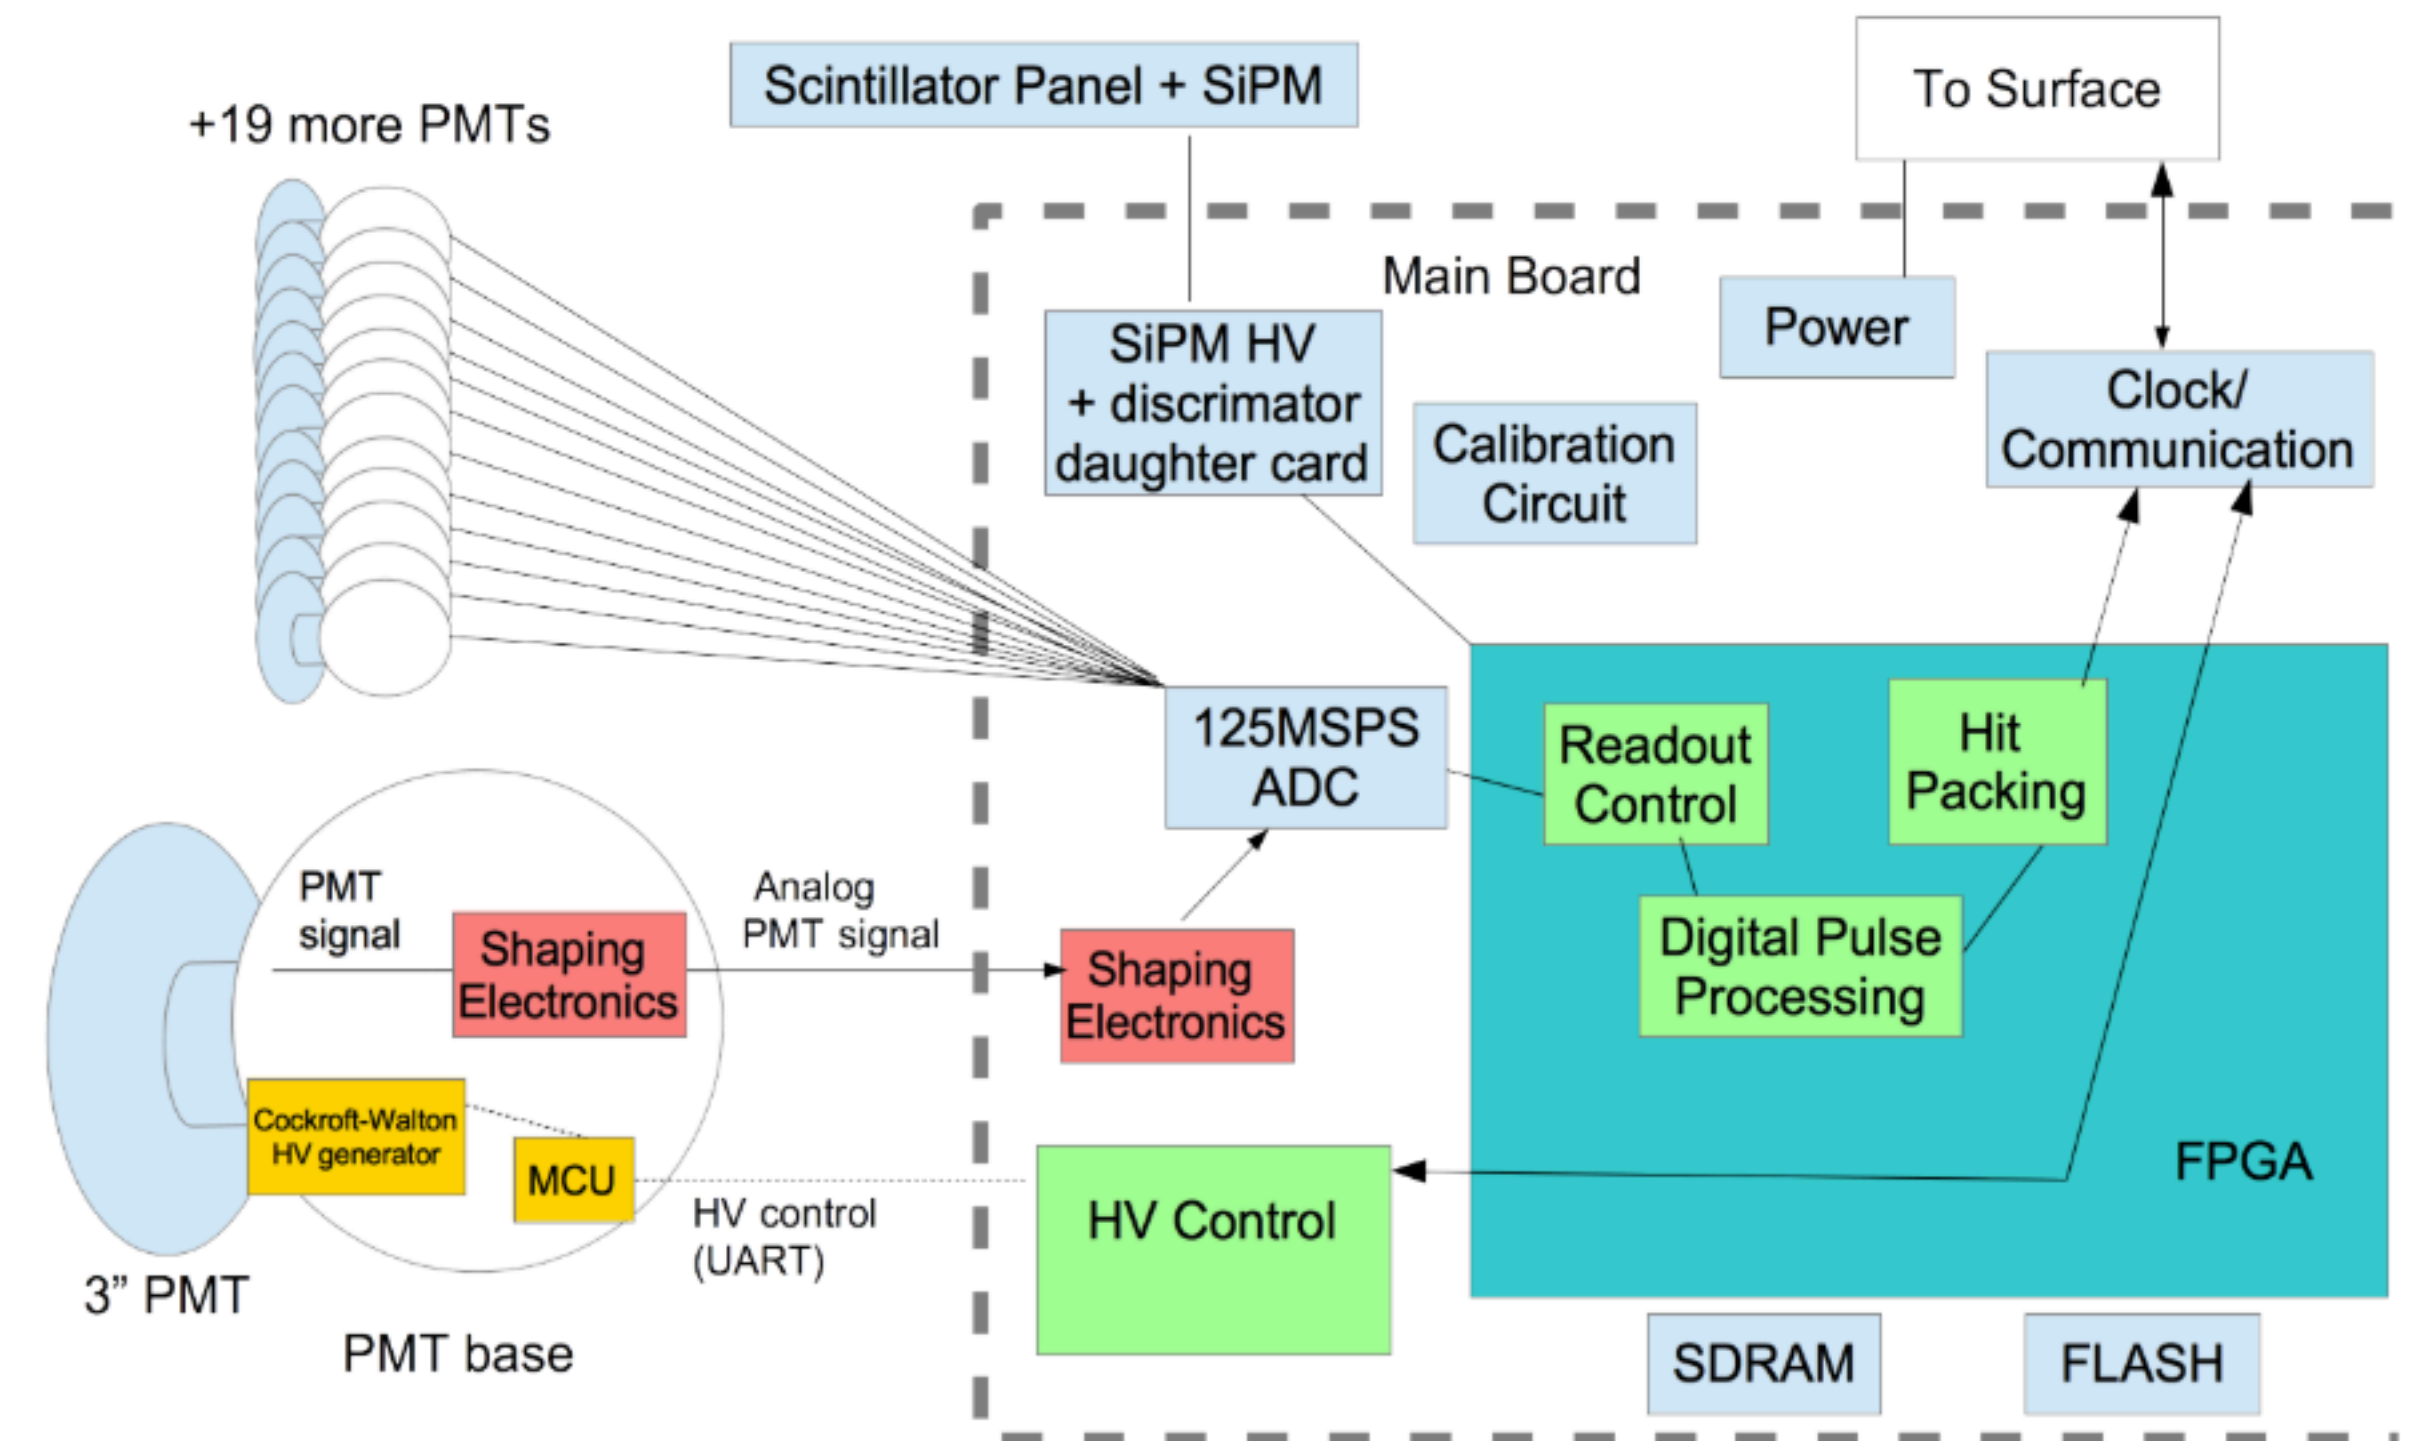 Scintillator Panel + SiPM
To Surface
+19 more PMTs
Main Board
Power
SiPM HV
+ discrimator
daughter card
Calibration
Circuit
Clock/
Communication
125MSPS
ADC
Readout
Control
Hit
Packing
Digital Pulse
Processing
FPGA
PMT
signal
Shaping
Electronics
Analog
PMT signal
Shaping
Electronics
Cockroft-Walton
HV generator
MCU
HV control
(UART)
HV Control
3” PMT
PMT base
SDRAM
FLASH